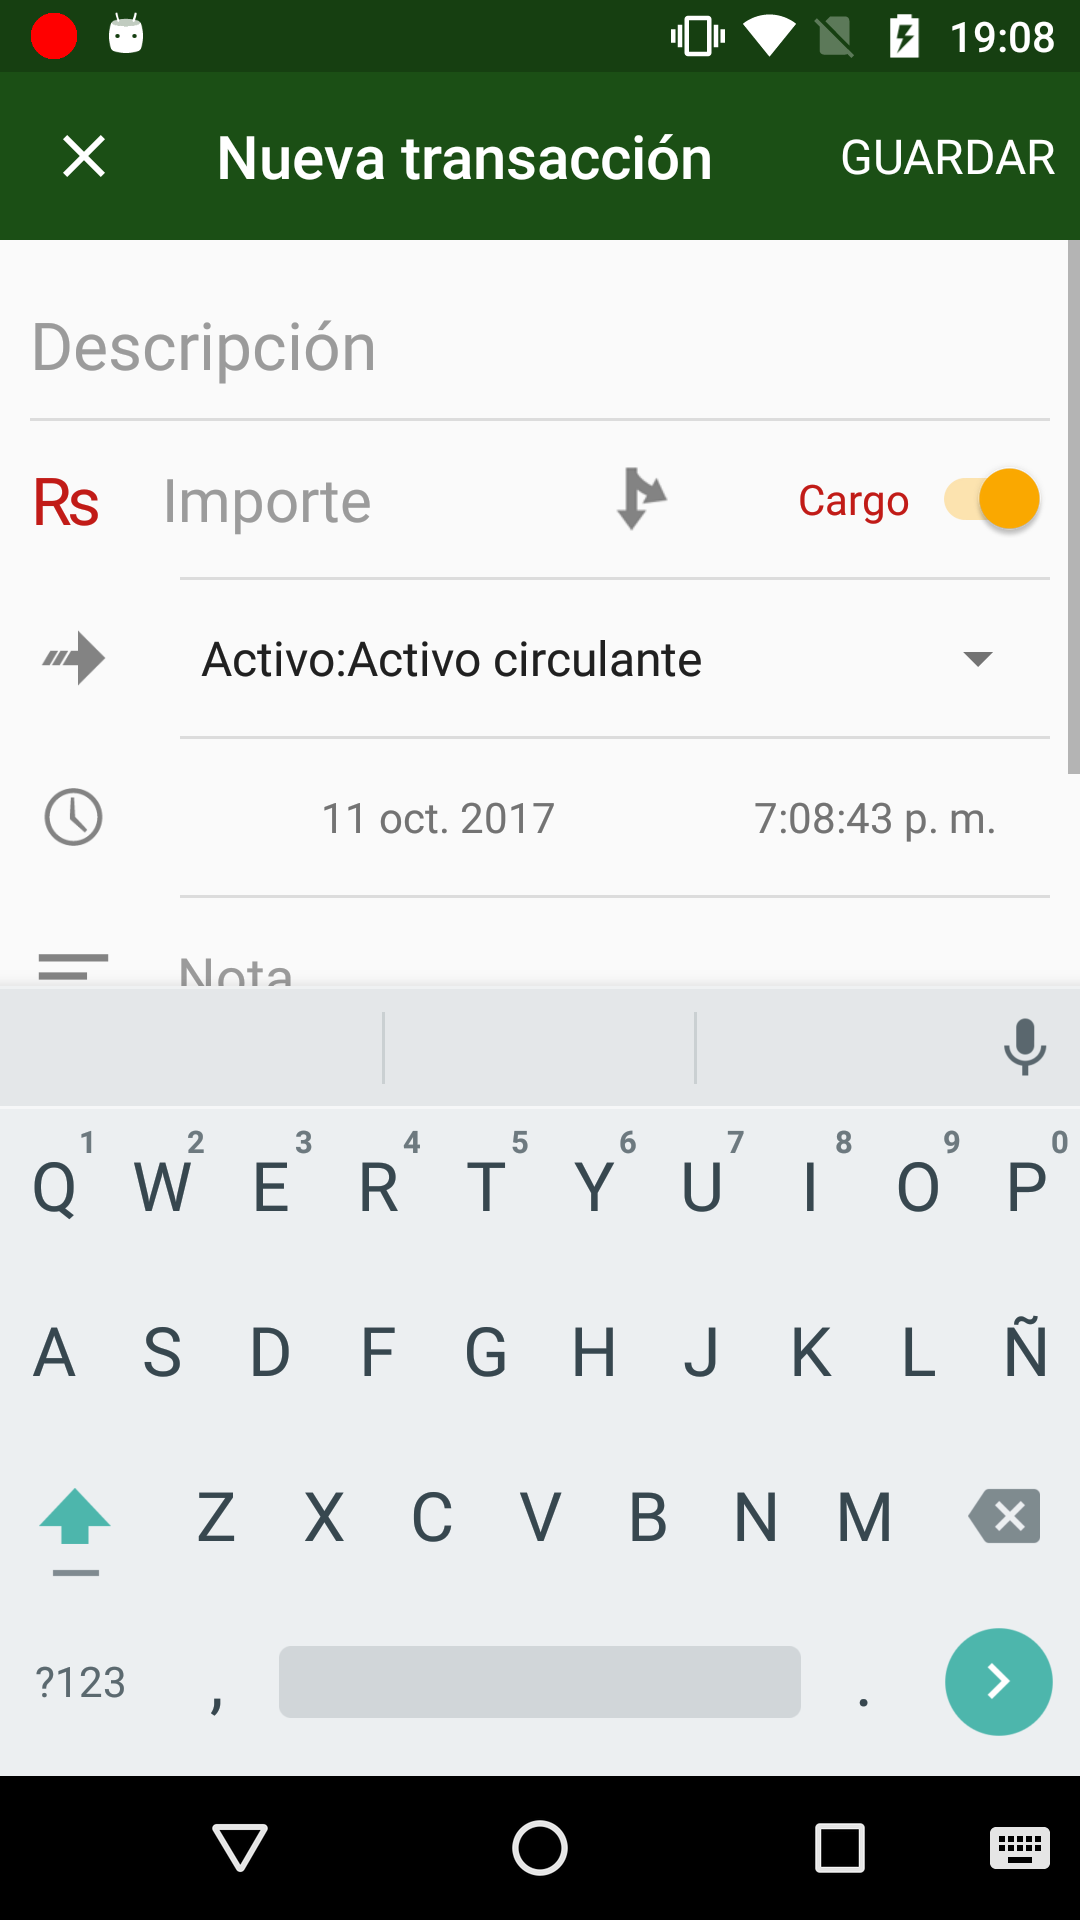 19:08
Nueva transacción
GUARDAR
Descripción
Rs
Importe
Cargo
Activo:Activo circulante
11 oct. 2017
7:08:43 p. m.
Nota
1 2 3 4 5 6 7 8 9 0
Q W E R T Y U I O P
A S D F G H J K L Ñ
Z X C V B N M
?123 , .